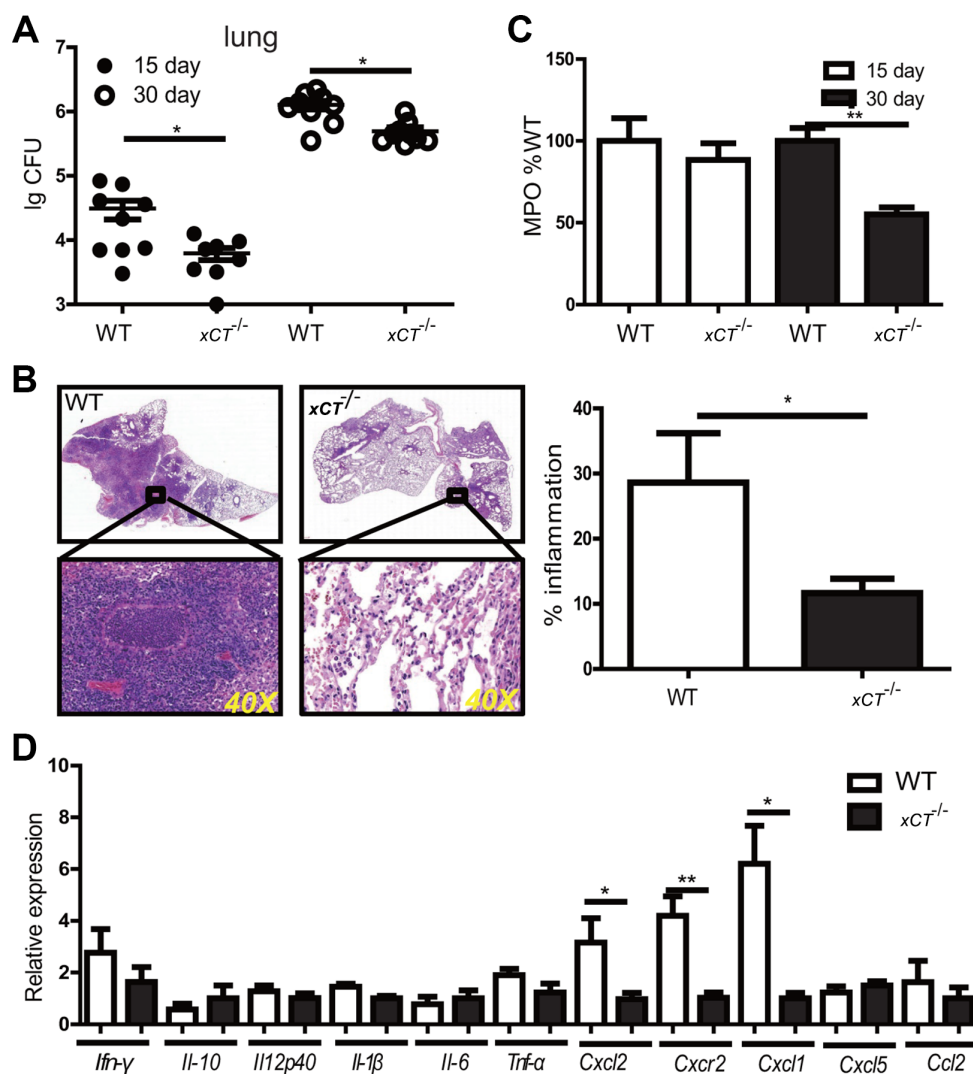 A
lung
7
6
5
4
3
lg CFU
15 day
30 day
*
*
WT
xCT-/-
WT
xCT-/-
C
15 day
30 day
**
150
100
50
0
MPO %WT
WT
xCT-/-
WT
xCT-/-
B
WT
xCT-/-
40X
40X
*
40
30
20
10
0
% inflammation
WT
xCT-/-
D
WT
xCT-/-
10
8
6
4
2
0
Relative expression
*
**
*
Ifn-γ
Il-10
Il12p40
Il-1β
Il-6
Tnf-α
Cxcl2
Cxcr2
Cxcl1
Cxcl5
Ccl2